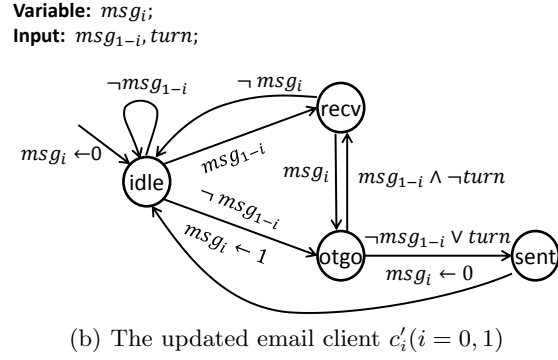 Variable: msg_i;
Input: msg_{1−i}, turn;
¬msg_{1−i}
¬ msg_i
recv
msg_i ←0
msg_{1−i}
idle
msg_i
msg_{1−i} ∧ ¬turn
¬ msg_{1−i}
msg_i ← 1
otgo
¬msg_{1−i} ∨ turn
msg_i ← 0
sent
(b) The updated email client c′_i(i = 0, 1)